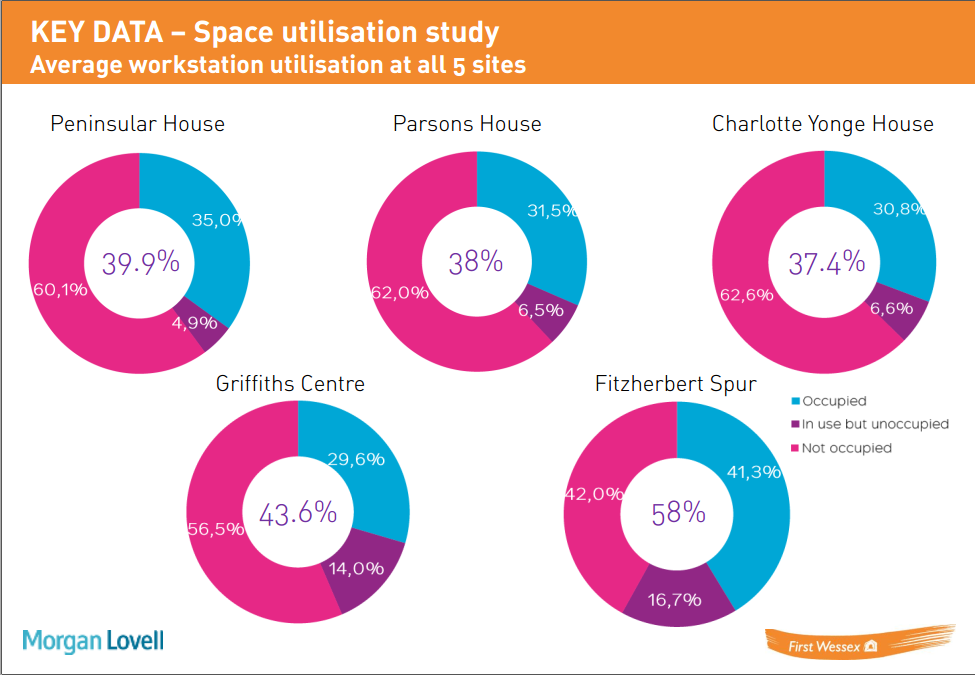 KEY DATA – Space utilisation study
Average workstation utilisation at all 5 sites
Peninsular House
35,0%
39.9%
60,1%
4,9%
Parsons House
31,5%
38%
62,0%
6,5%
Charlotte Yonge House
30,8%
37.4%
62,6%
6,6%
Griffiths Centre
29,6%
43.6%
56,5%
14,0%
Fitzherbert Spur
41,3%
42,0%
58%
16,7%
Occupied
In use but unoccupied
Not occupied
Morgan Lovell
First Wessex